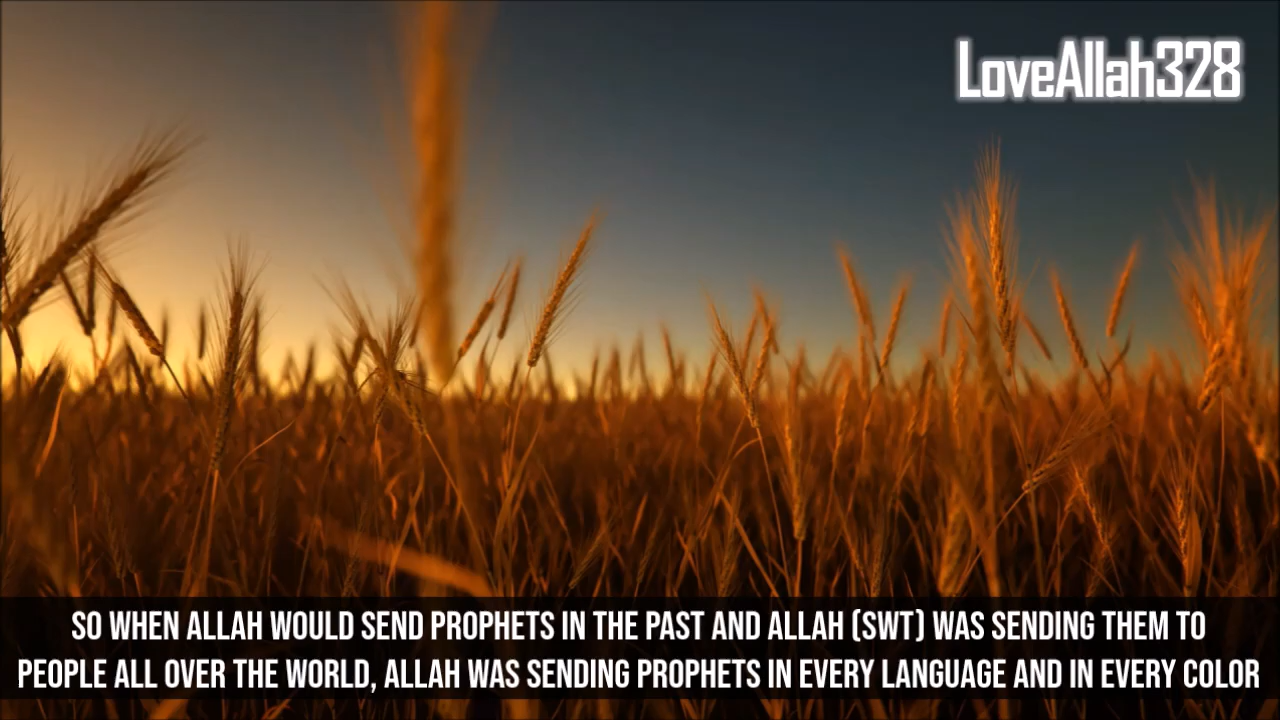 LoveAllah328
SO WHEN ALLAH WOULD SEND PROPHETS IN THE PAST AND ALLAH (SWT) WAS SENDING THEM TO
PEOPLE ALL OVER THE WORLD, ALLAH WAS SENDING PROPHETS IN EVERY LANGUAGE AND IN EVERY COLOR